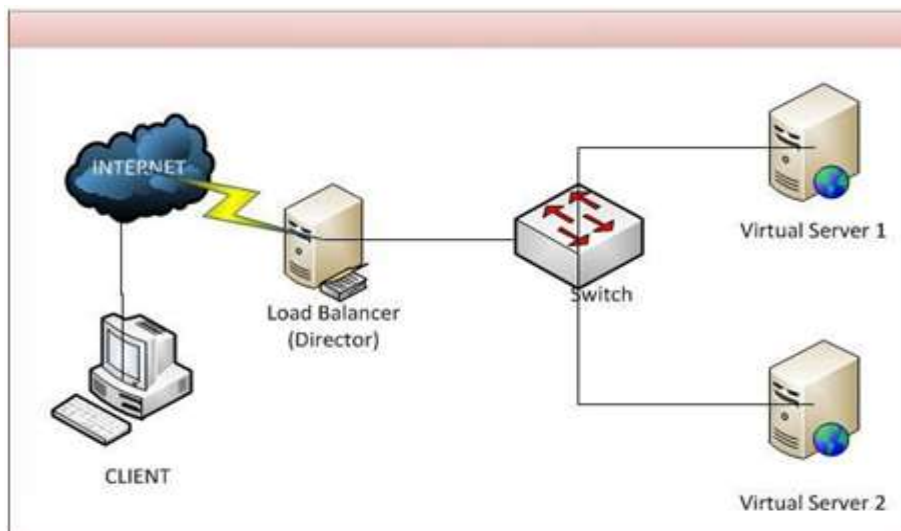 INTERNET
Load Balancer
(Director)
Switch
CLIENT
Virtual Server 1
Virtual Server 2